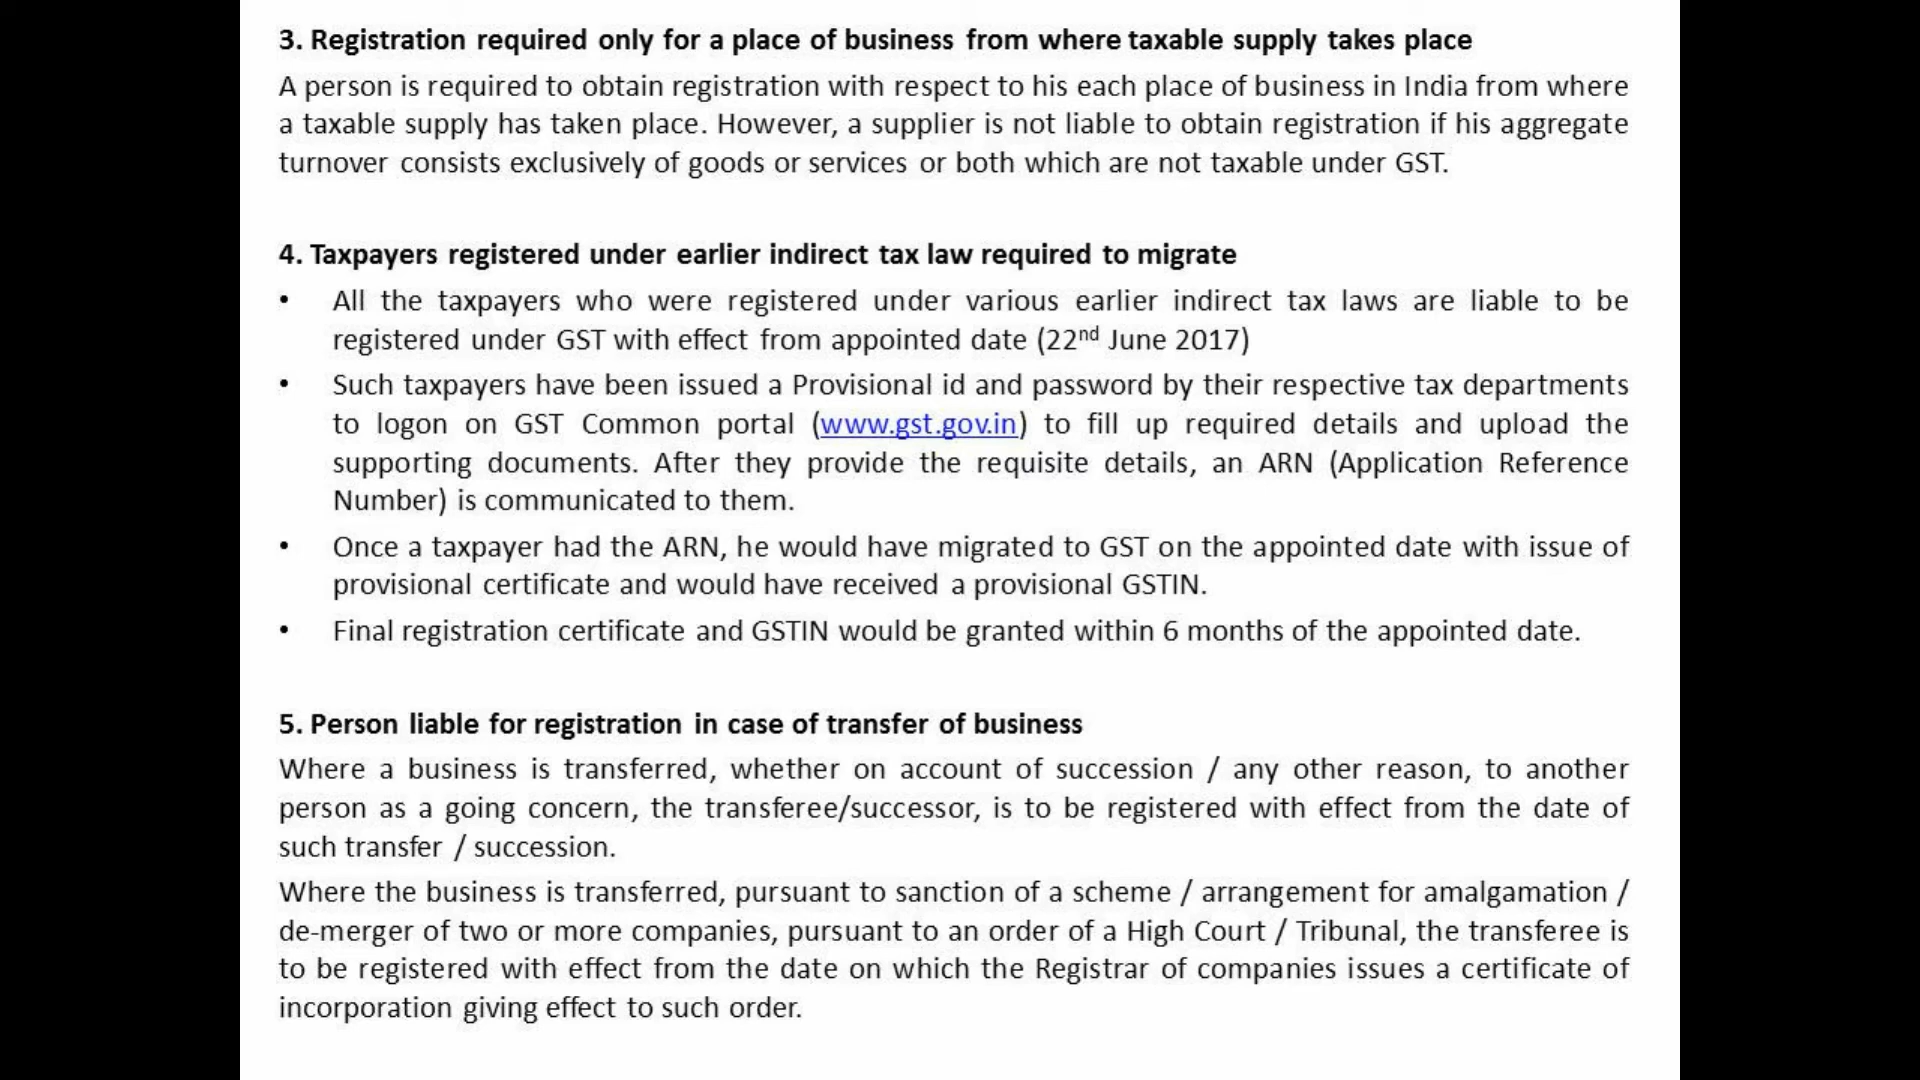 3. Registration required only for a place of business from where taxable supply takes place
A person is required to obtain registration with respect to his each place of business in India from where
a taxable supply has taken place. However, a supplier is not liable to obtain registration if his aggregate
turnover consists exclusively of goods or services or both which are not taxable under GST.
4. Taxpayers registered under earlier indirect tax law required to migrate
• All the taxpayers who were registered under various earlier indirect tax laws are liable to be
registered under GST with effect from appointed date (22nd June 2017)
• Such taxpayers have been issued a Provisional id and password by their respective tax departments
to logon on GST Common portal (www.gst.gov.in) to fill up required details and upload the
supporting documents. After they provide the requisite details, an ARN (Application Reference
Number) is communicated to them.
• Once a taxpayer had the ARN, he would have migrated to GST on the appointed date with issue of
provisional certificate and would have received a provisional GSTIN.
• Final registration certificate and GSTIN would be granted within 6 months of the appointed date.
5. Person liable for registration in case of transfer of business
Where a business is transferred, whether on account of succession / any other reason, to another
person as a going concern, the transferee/successor, is to be registered with effect from the date of
such transfer / succession.
Where the business is transferred, pursuant to sanction of a scheme / arrangement for amalgamation /
de-merger of two or more companies, pursuant to an order of a High Court / Tribunal, the transferee is
to be registered with effect from the date on which the Registrar of companies issues a certificate of
incorporation giving effect to such order.